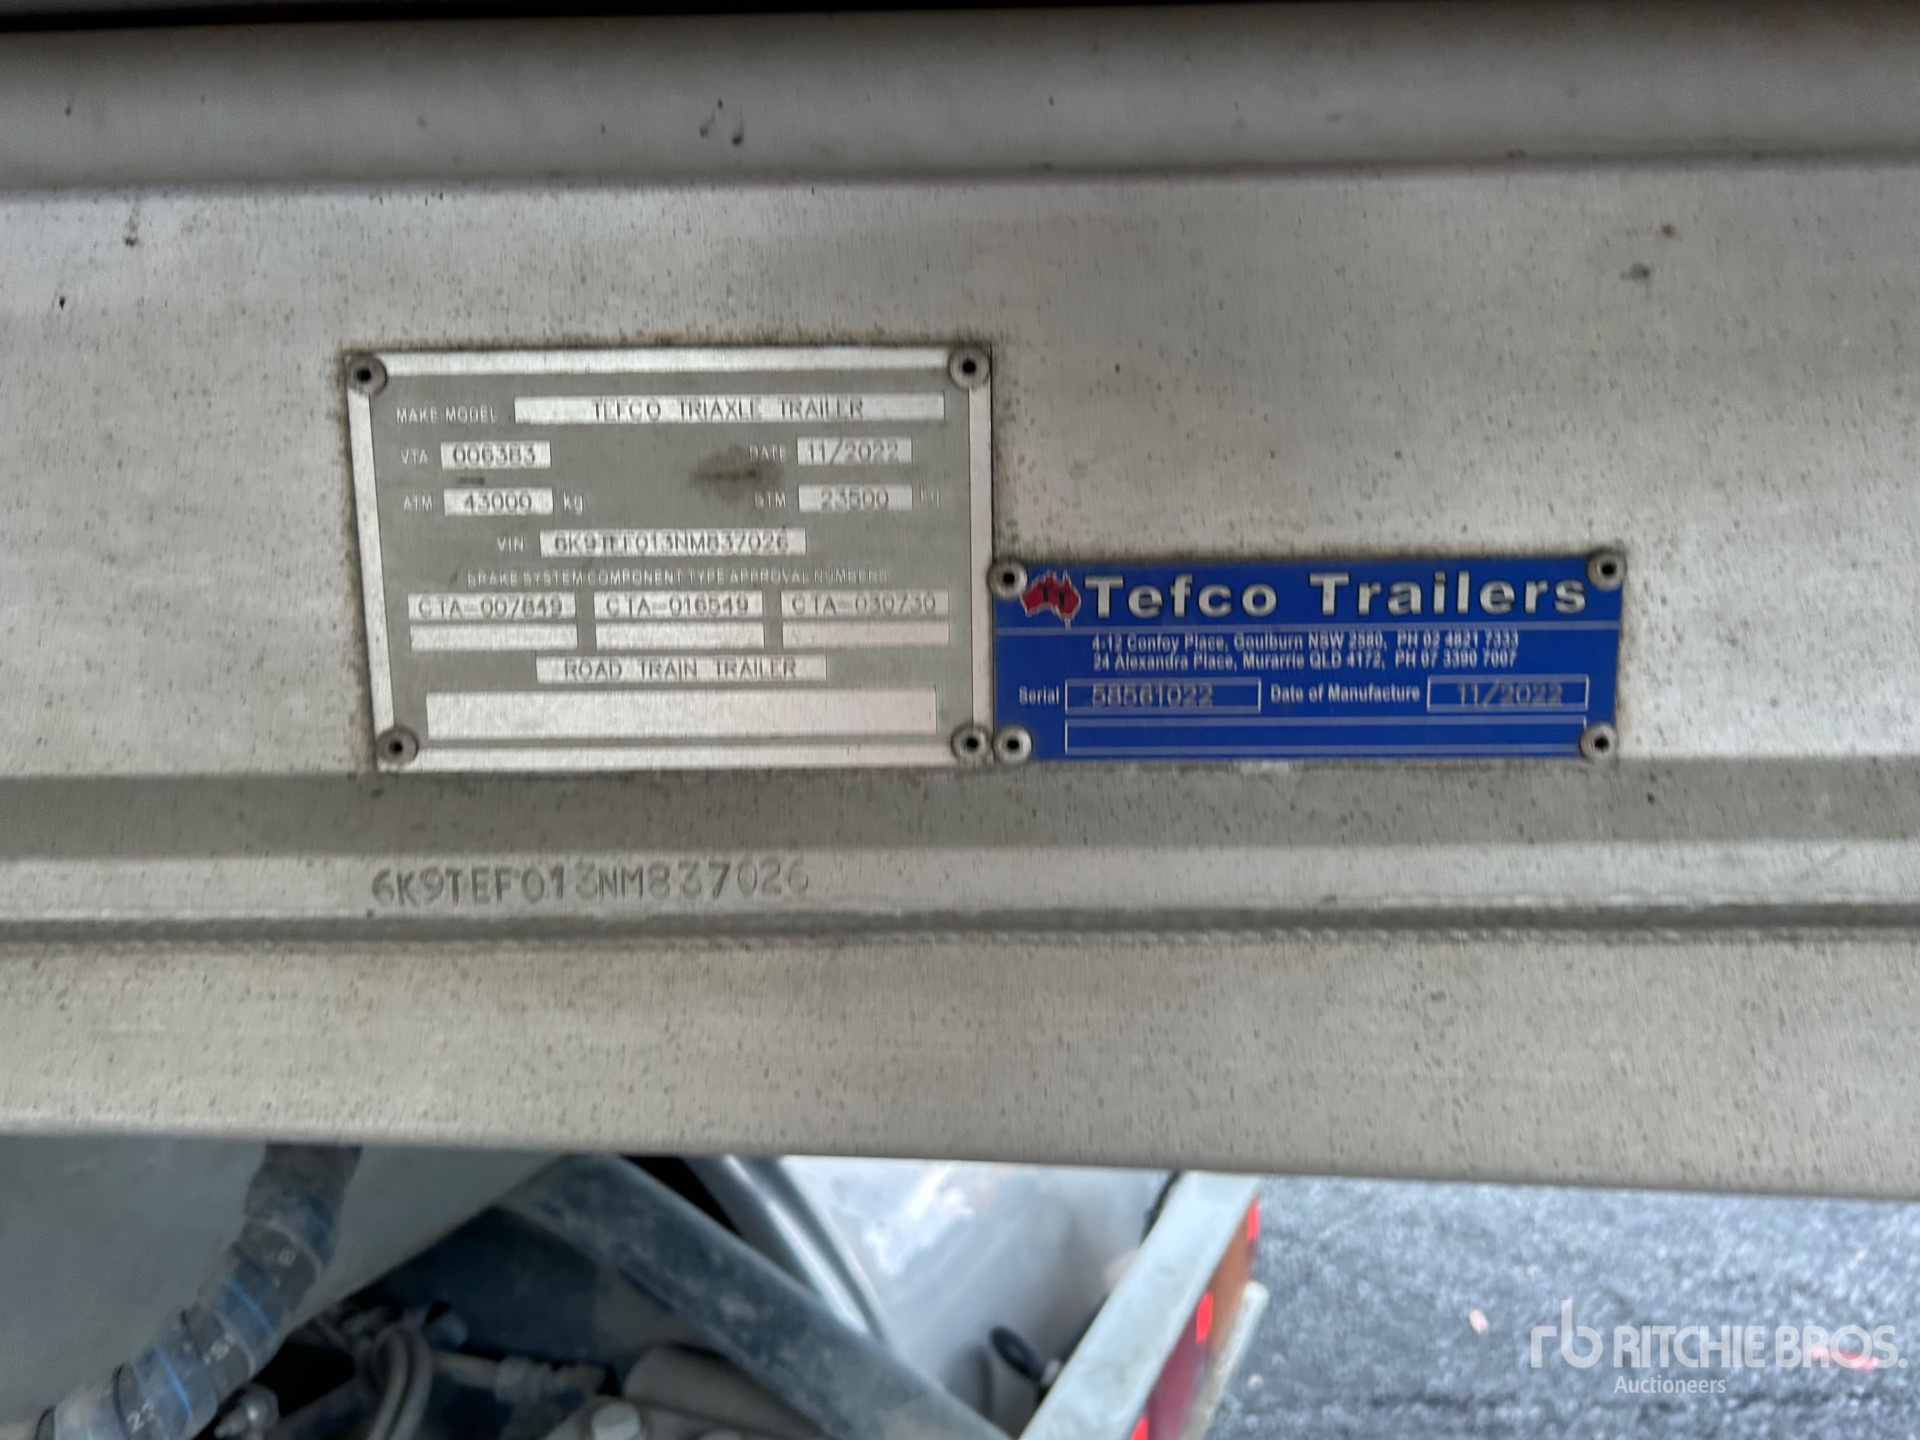 MAKE MODEL TEFCO TRIAXLE TRAILER
VTA 006383 DATE 11/2022
ATM 43000 kg GTM 23500 kg
VIN 6K9TEF013NM837026
BRAKE SYSTEM COMPONENT TYPE APPROVAL NUMBERS
CTA-007849 CTA-016549 CTA-030730
ROAD TRAIN TRAILER
Tefco Trailers
4-12 Confoy Place, Goulburn NSW 2580, PH 02 4821 7333
24 Alexandra Place, Murarrie QLD 4172, PH 07 3390 7007
Serial 58561022 Date of Manufacture 11/2022
6K9TEF013NM837026
rb RITCHIE BROS.
Auctioneers